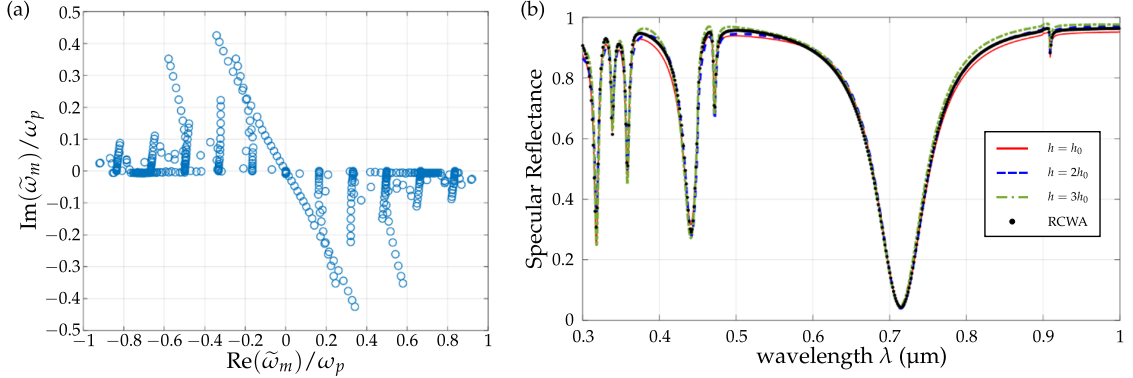 (a)
0.5
0.4
0.3
0.2
0.1
0
−0.1
−0.2
−0.3
−0.4
−0.5
Im(ω̃ₘ)/ωₚ
−1 −0.8 −0.6 −0.4 −0.2 0 0.2 0.4 0.6 0.8 1
Re(ω̃ₘ)/ωₚ
(b)
1
0.8
0.6
0.4
0.2
0
Specular Reflectance
h = h₀
h = 2h₀
h = 3h₀
RCWA
0.3 0.4 0.5 0.6 0.7 0.8 0.9 1
wavelength λ (µm)